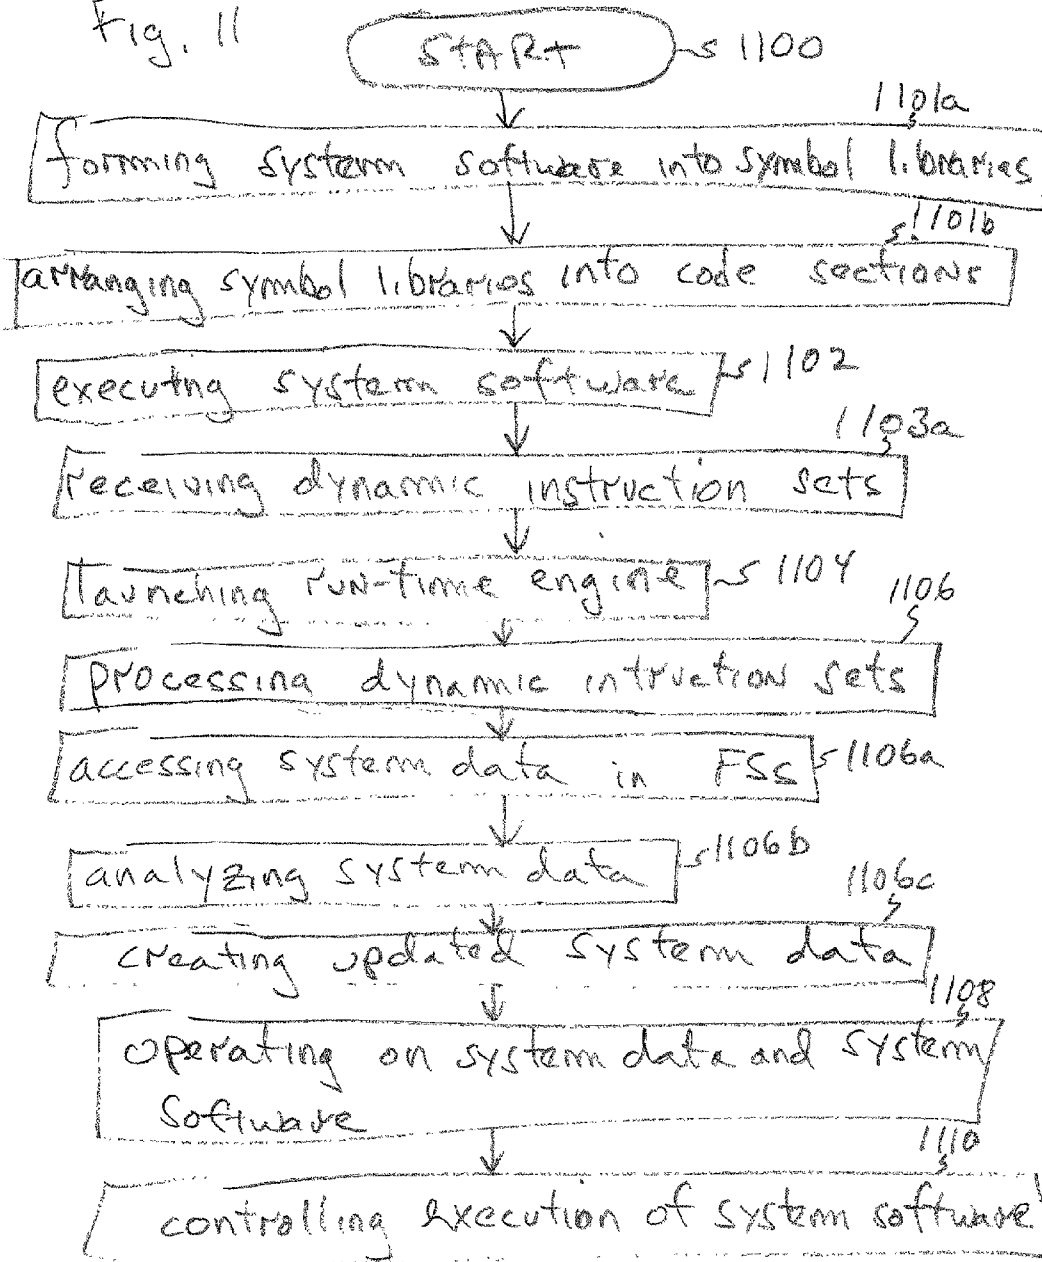 Fig. 11
START 1100
1101a
forming system software into symbol libraries
1101b
arranging symbol libraries into code sections
executng system software 1102
1103a
receiving dynamic instruction sets
launching run-time engine 1104
1106
processing dynamic intruction sets
accessing system data in FSs 1106a
analyzing system data 1106b
1106c
creating updated system data
1108
operating on system data and system
software
1110
controlling execution of system software